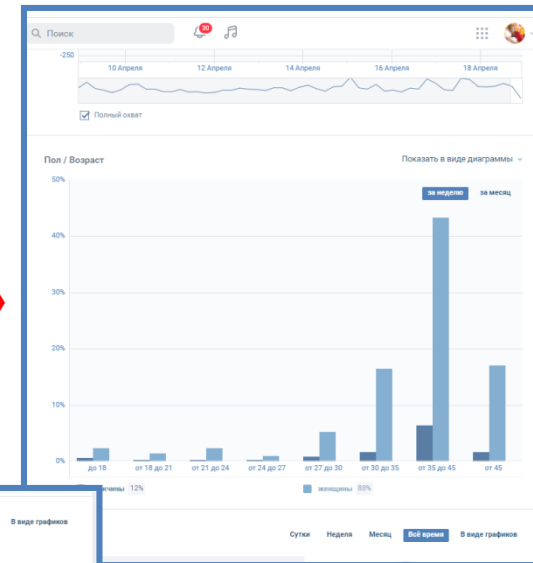 Поиск
30
-250
10 Апреля 12 Апреля 14 Апреля 16 Апреля 18 Апреля
Полный охват
Пол / Возраст Показать в виде диаграммы
50%
за неделю за месяц
40%
30%
20%
10%
0%
до 18 от 18 до 21 от 21 до 24 от 24 до 27 от 27 до 30 от 30 до 35 от 35 до 45 от 45
12% женщины 88%
В виде графиков
Сутки Неделя Месяц Всё время В виде графиков